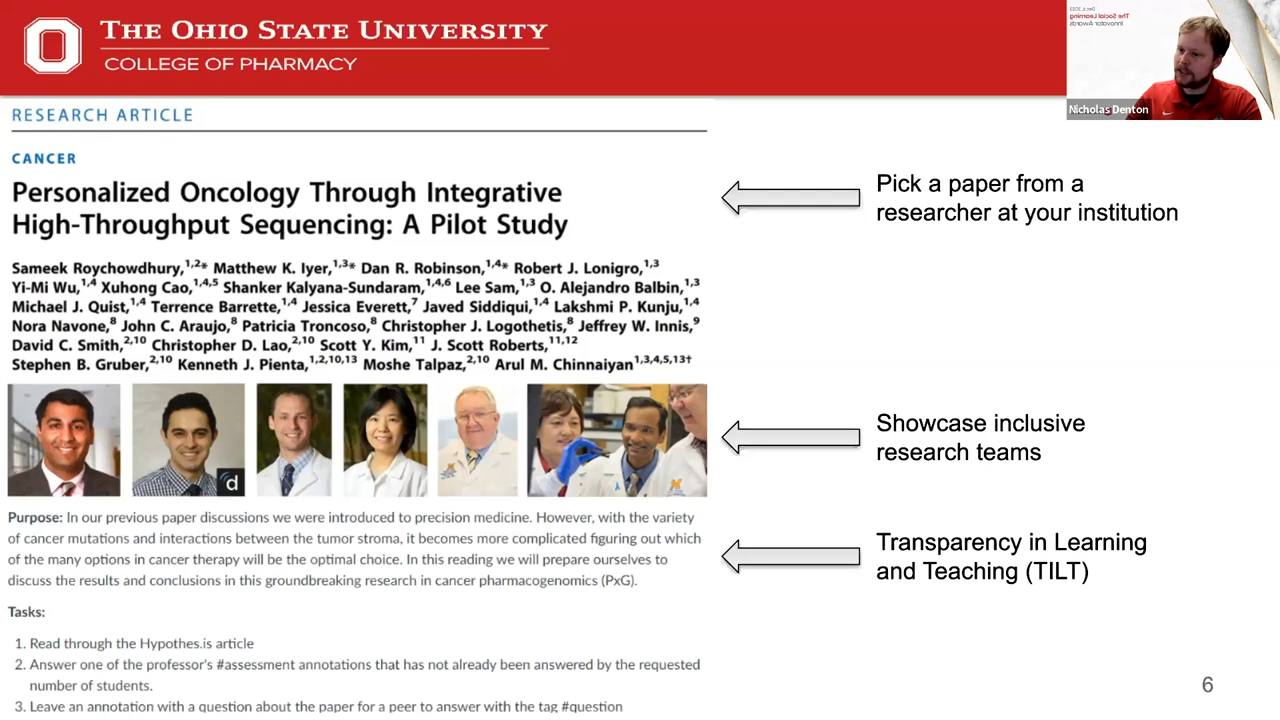 THE OHIO STATE UNIVERSITY
COLLEGE OF PHARMACY
Dec 6, 2023
The Social Learning
Innovator Awards
Nicholas Denton
RESEARCH ARTICLE
CANCER
Personalized Oncology Through Integrative
High-Throughput Sequencing: A Pilot Study
Sameek Roychowdhury,1,2* Matthew K. Iyer,1,3* Dan R. Robinson,1,4* Robert J. Lonigro,1,3
Yi-Mi Wu,1,4 Xuhong Cao,1,4,5 Shanker Kalyana-Sundaram,1,4,6 Lee Sam,1,3 O. Alejandro Balbin,1,3
Michael J. Quist,1,4 Terrence Barrette,1,4 Jessica Everett,7 Javed Siddiqui,1,4 Lakshmi P. Kunju,1,4
Nora Navone,8 John C. Araujo,8 Patricia Troncoso,8 Christopher J. Logothetis,8 Jeffrey W. Innis,9
David C. Smith,2,10 Christopher D. Lao,2,10 Scott Y. Kim,11 J. Scott Roberts,11,12
Stephen B. Gruber,2,10 Kenneth J. Pienta,1,2,10,13 Moshe Talpaz,2,10 Arul M. Chinnaiyan1,3,4,5,13†
d
Purpose: In our previous paper discussions we were introduced to precision medicine. However, with the variety
of cancer mutations and interactions between the tumor stroma, it becomes more complicated figuring out which
of the many options in cancer therapy will be the optimal choice. In this reading we will prepare ourselves to
discuss the results and conclusions in this groundbreaking research in cancer pharmacogenomics (PxG).
Tasks:
1. Read through the Hypothes.is article
2. Answer one of the professor's #assessment annotations that has not already been answered by the requested
number of students.
3. Leave an annotation with a question about the paper for a peer to answer with the tag #question
Pick a paper from a
researcher at your institution
Showcase inclusive
research teams
Transparency in Learning
and Teaching (TILT)
6